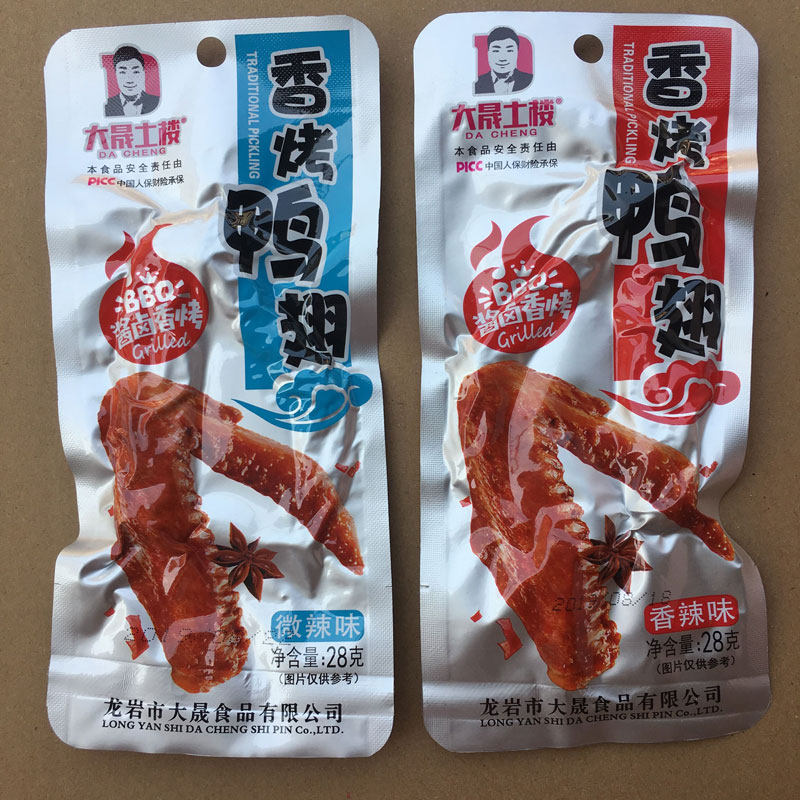 大晟土楼®
DA CHENG
本食品安全责任由
PICC 中国人保财险承保
TRADITIONAL PICKLING
香烤鸭翅
BBQ
酱卤香烤
Grilled
微辣味
净含量:28克
(图片仅供参考)
龙岩市大晟食品有限公司
LONG YAN SHI DA CHENG SHI PIN Co.,LTD.
大晟土楼®
DA CHENG
本食品安全责任由
PICC 中国人保财险承保
TRADITIONAL PICKLING
香烤鸭翅
BBQ
酱卤香烤
Grilled
香辣味
净含量:28克
(图片仅供参考)
龙岩市大晟食品有限公司
LONG YAN SHI DA CHENG SHI PIN Co.,LTD.